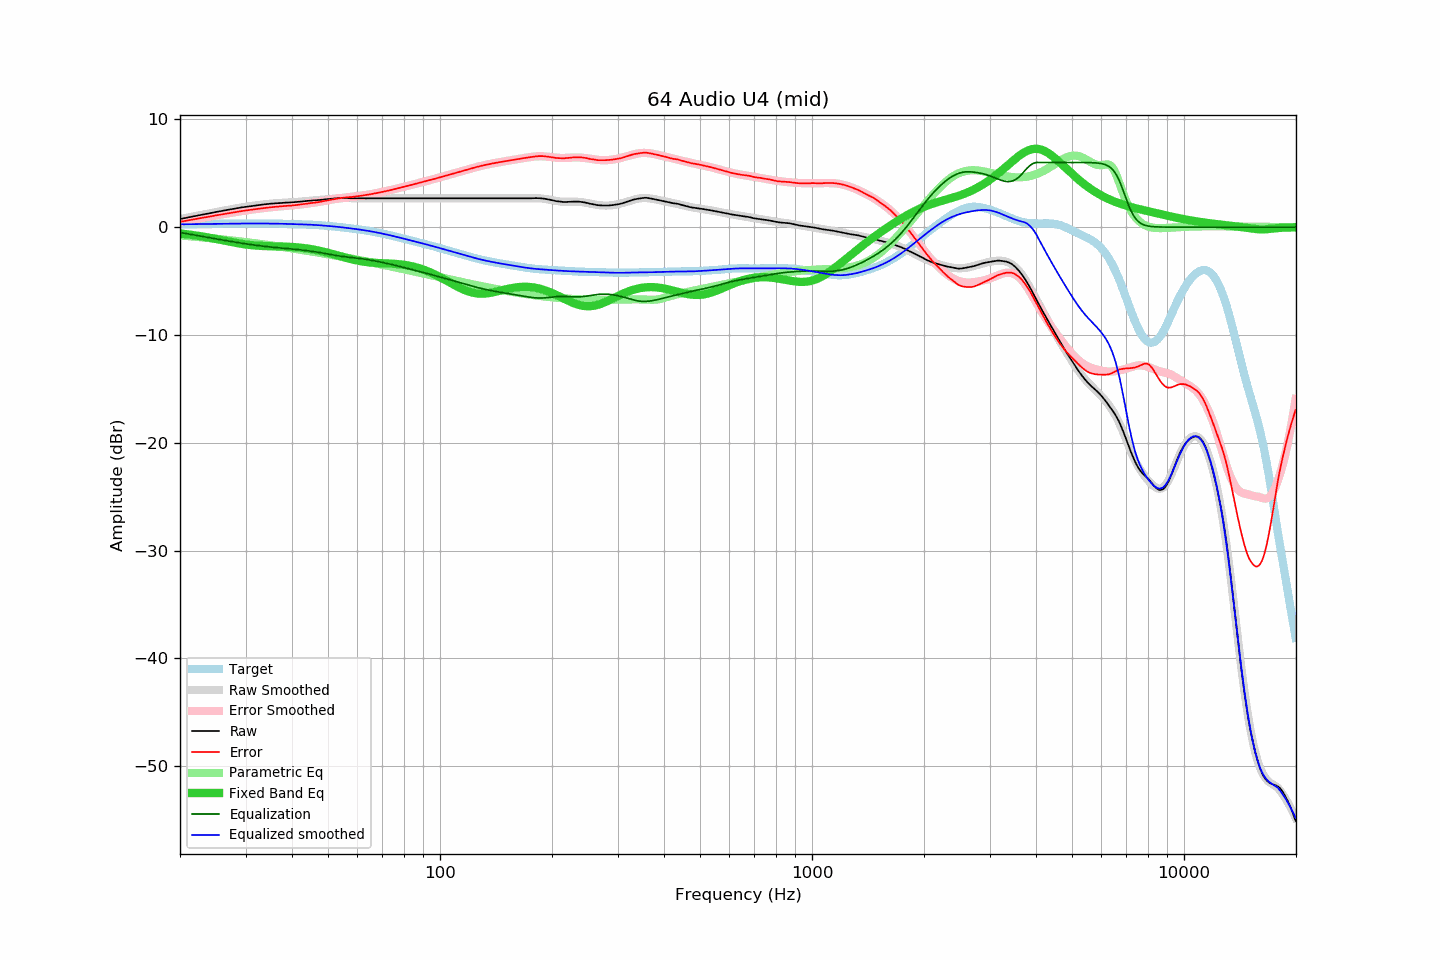 64 Audio U4 (mid)
10
0
−10
−20
−30
−40
−50
Amplitude (dBr)
Target
Raw Smoothed
Error Smoothed
Raw
Error
Parametric Eq
Fixed Band Eq
Equalization
Equalized smoothed
100
1000
10000
Frequency (Hz)